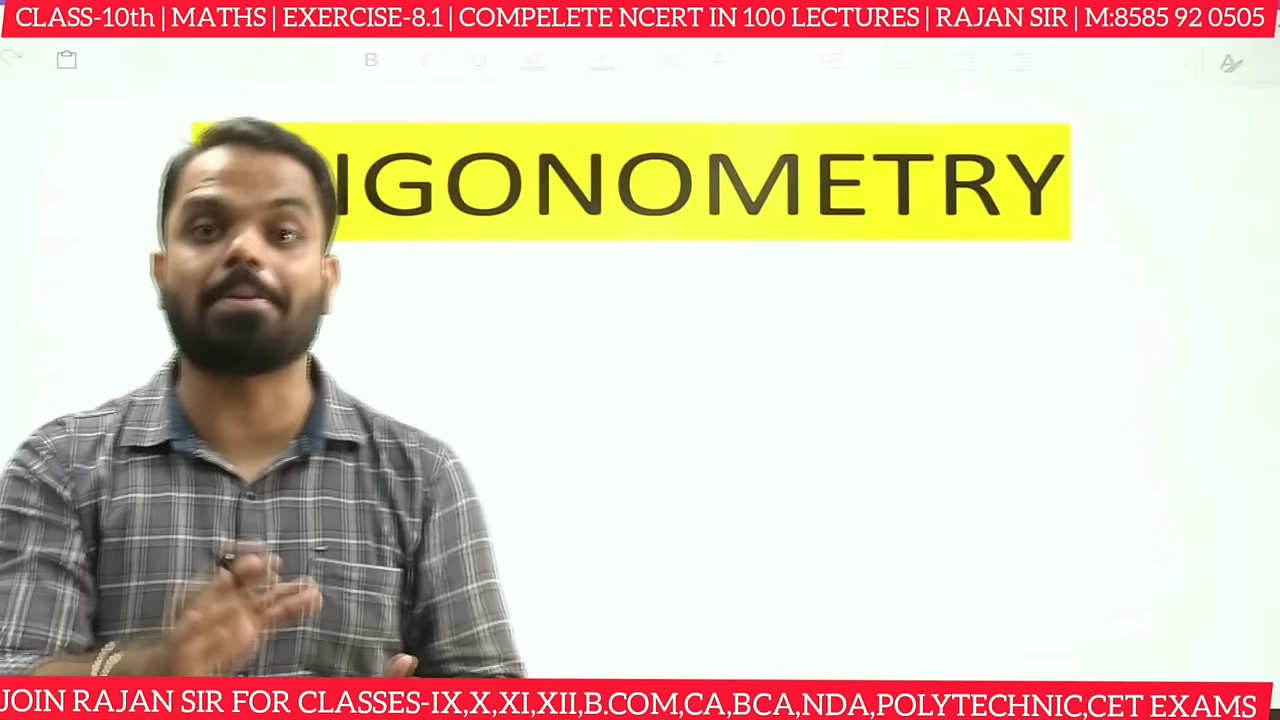 CLASS-10th | MATHS | EXERCISE-8.1 | COMPELETE NCERT IN 100 LECTURES | RAJAN SIR | M:8585 92 0505
B I U A
IGONOMETRY
JOIN RAJAN SIR FOR CLASSES-IX,X,XI,XII,B.COM,CA,BCA,NDA,POLYTECHNIC,CET EXAMS